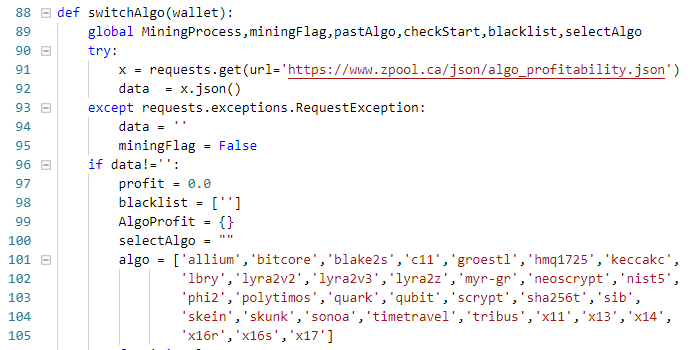 88 def switchAlgo(wallet):
89 global MiningProcess,miningFlag,pastAlgo,checkStart,blacklist,selectAlgo
90 try:
91 x = requests.get(url='https://www.zpool.ca/json/algo_profitability.json')
92 data  = x.json()
93 except requests.exceptions.RequestException:
94 data = ''
95 miningFlag = False
96 if data!='':
97 profit = 0.0
98 blacklist = ['']
99 AlgoProfit = {}
100 selectAlgo = ""
101 algo = ['allium','bitcore','blake2s','c11','groestl','hmq1725','keccakc',
102 'lbry','lyra2v2','lyra2v3','lyra2z','myr-gr','neoscrypt','nist5',
103 'phi2','polytimos','quark','qubit','scrypt','sha256t','sib',
104 'skein','skunk','sonoa','timetravel','tribus','x11','x13','x14',
105 'x16r','x16s','x17']